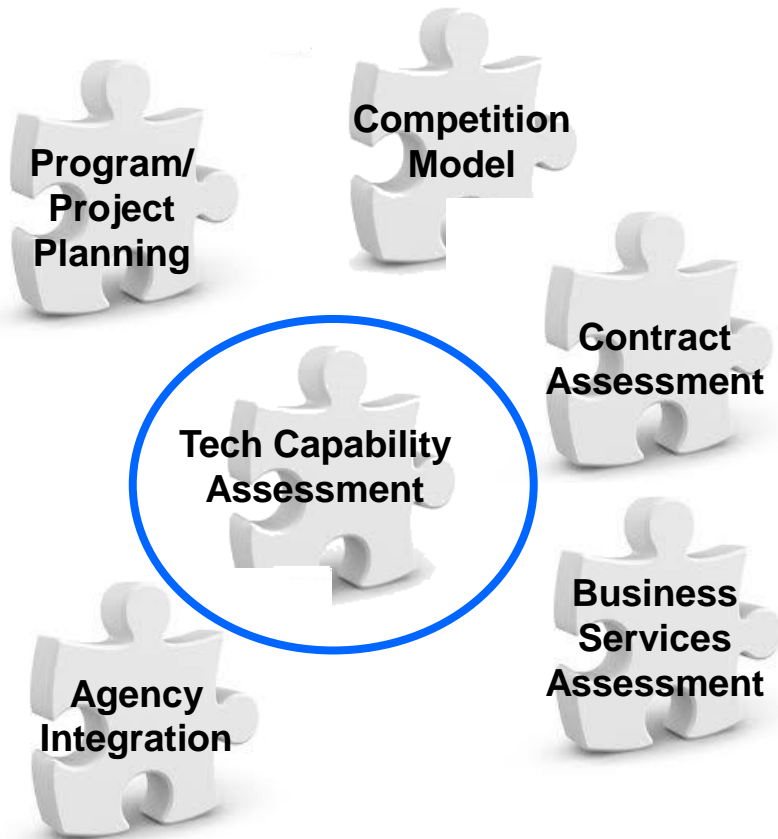 Competition
Model
Program/
Project
Planning
Contract
Assessment
Tech Capability
Assessment
Business
Services
Assessment
Agency
Integration